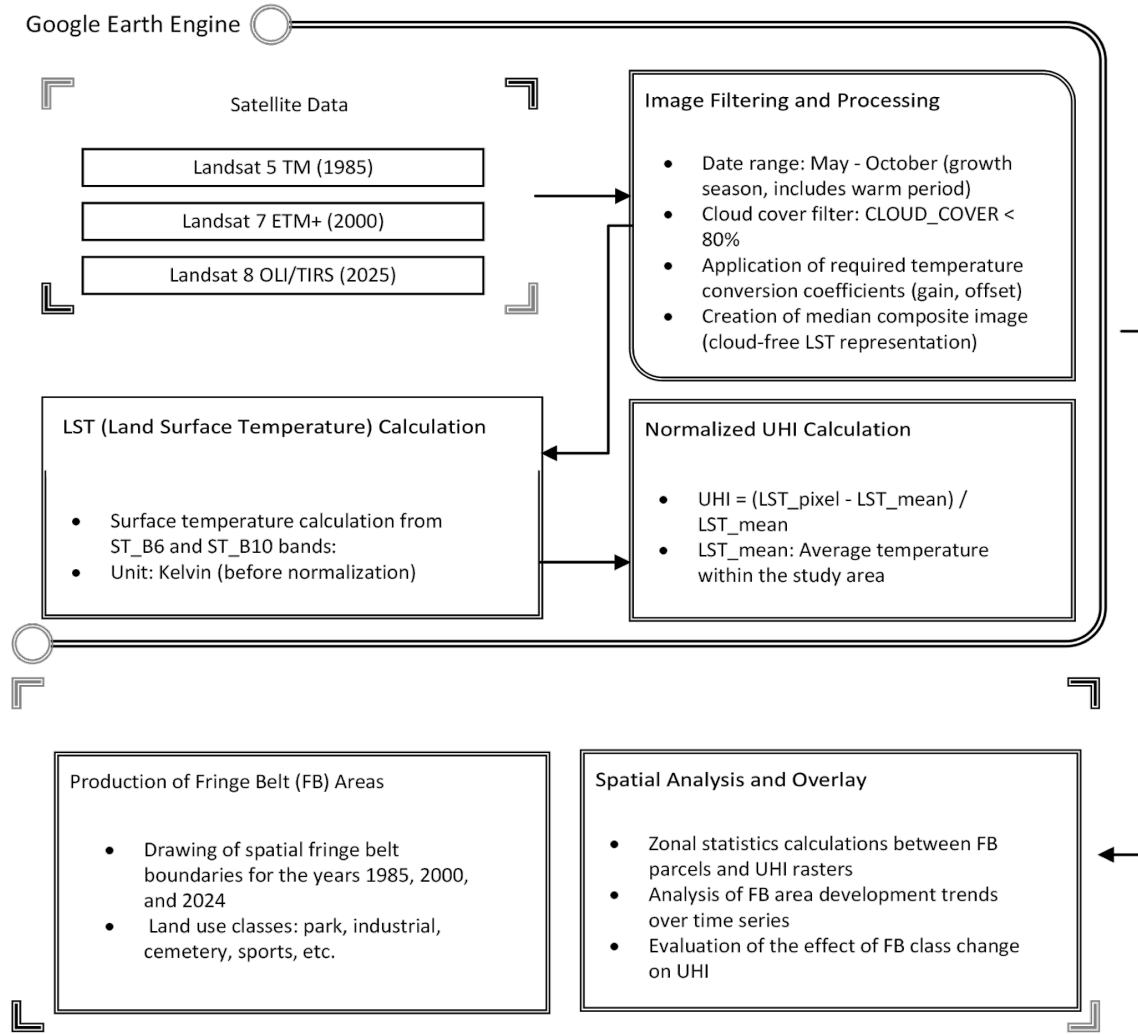 Google Earth Engine
Satellite Data
Landsat 5 TM (1985)
Landsat 7 ETM+ (2000)
Landsat 8 OLI/TIRS (2025)
Image Filtering and Processing
• Date range: May - October (growth
season, includes warm period)
• Cloud cover filter: CLOUD_COVER <
80%
• Application of required temperature
conversion coefficients (gain, offset)
• Creation of median composite image
(cloud-free LST representation)
LST (Land Surface Temperature) Calculation
• Surface temperature calculation from
ST_B6 and ST_B10 bands:
• Unit: Kelvin (before normalization)
Normalized UHI Calculation
• UHI = (LST_pixel - LST_mean) /
LST_mean
• LST_mean: Average temperature
within the study area
Production of Fringe Belt (FB) Areas
• Drawing of spatial fringe belt
boundaries for the years 1985, 2000,
and 2024
• Land use classes: park, industrial,
cemetery, sports, etc.
Spatial Analysis and Overlay
• Zonal statistics calculations between FB
parcels and UHI rasters
• Analysis of FB area development trends
over time series
• Evaluation of the effect of FB class change
on UHI